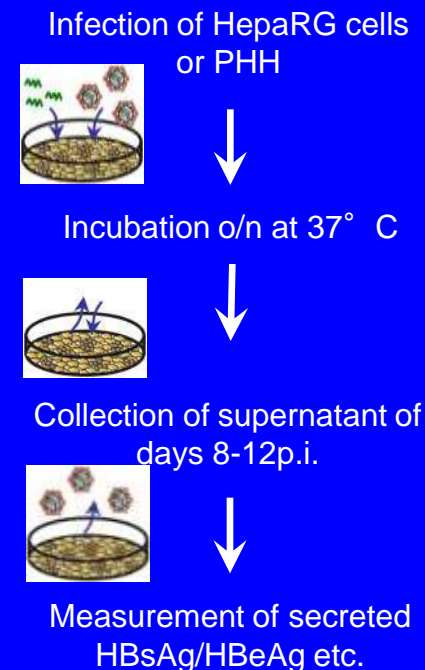 Infection of HepaRG cells
or PHH
Incubation o/n at 37° C
Collection of supernatant of
days 8-12p.i.
Measurement of secreted
HBsAg/HBeAg etc.